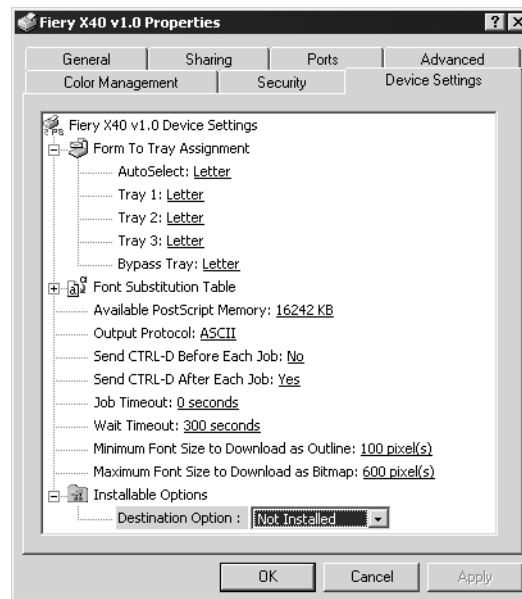 Fiery X40 v1.0 Properties
General Sharing Ports Advanced
Color Management Security Device Settings
Fiery X40 v1.0 Device Settings
Form To Tray Assignment
AutoSelect: Letter
Tray 1: Letter
Tray 2: Letter
Tray 3: Letter
Bypass Tray: Letter
Font Substitution Table
Available PostScript Memory: 16242 KB
Output Protocol: ASCII
Send CTRL-D Before Each Job: No
Send CTRL-D After Each Job: Yes
Job Timeout: 0 seconds
Wait Timeout: 300 seconds
Minimum Font Size to Download as Outline: 100 pixel(s)
Maximum Font Size to Download as Bitmap: 600 pixel(s)
Installable Options
Destination Option : Not Installed
OK Cancel Apply